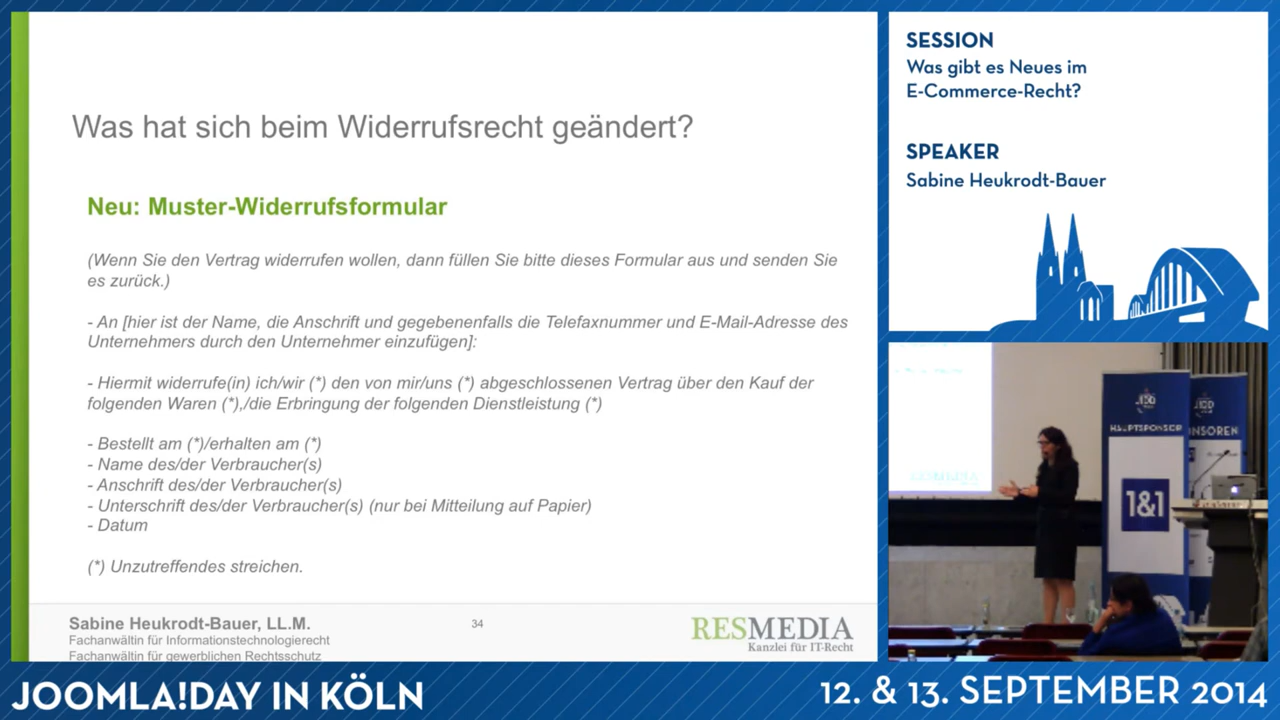 Was hat sich beim Widerrufsrecht geändert?
Neu: Muster-Widerrufsformular
(Wenn Sie den Vertrag widerrufen wollen, dann füllen Sie bitte dieses Formular aus und senden Sie
es zurück.)
- An [hier ist der Name, die Anschrift und gegebenenfalls die Telefaxnummer und E-Mail-Adresse des
Unternehmers durch den Unternehmer einzufügen]:
- Hiermit widerrufe(in) ich/wir (*) den von mir/uns (*) abgeschlossenen Vertrag über den Kauf der
folgenden Waren (*),/die Erbringung der folgenden Dienstleistung (*)
- Bestellt am (*)/erhalten am (*)
- Name des/der Verbraucher(s)
- Anschrift des/der Verbraucher(s)
- Unterschrift des/der Verbraucher(s) (nur bei Mitteilung auf Papier)
- Datum
(*) Unzutreffendes streichen.
Sabine Heukrodt-Bauer, LL.M.
Fachanwältin für Informationstechnologierecht
Fachanwältin für gewerblichen Rechtsschutz
34
RESMEDIA
Kanzlei für IT-Recht
SESSION
Was gibt es Neues im
E-Commerce-Recht?
SPEAKER
Sabine Heukrodt-Bauer
HAUPTSPONSOR
NSOREN
1&1
JOOMLA!DAY IN KÖLN
12. & 13. SEPTEMBER 2014